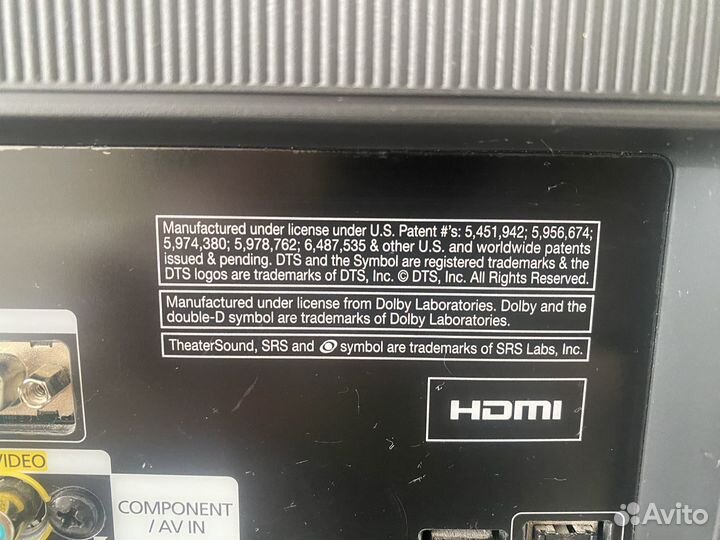 Manufactured under license under U.S. Patent #'s: 5,451,942; 5,956,674;
5,974,380; 5,978,762; 6,487,535 & other U.S. and worldwide patents
issued & pending. DTS and the Symbol are registered trademarks & the
DTS logos are trademarks of DTS, Inc. © DTS, Inc. All Rights Reserved.
Manufactured under license from Dolby Laboratories. Dolby and the
double-D symbol are trademarks of Dolby Laboratories.
TheaterSound, SRS and symbol are trademarks of SRS Labs, Inc.
HDMI
VIDEO
COMPONENT
/ AV IN
Avito